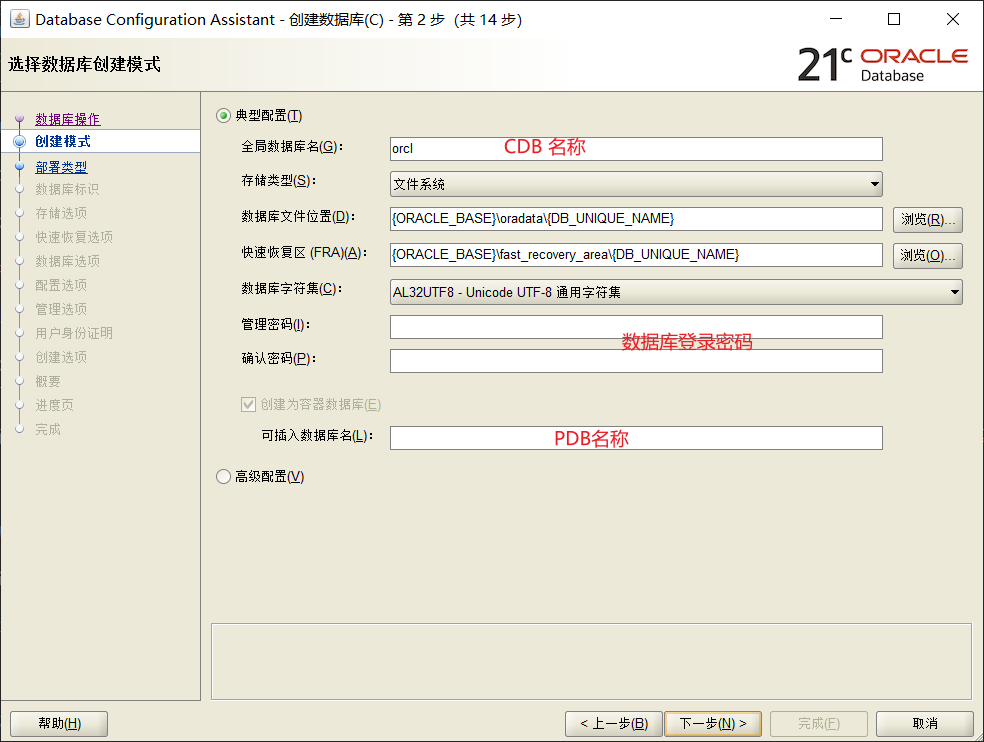 Database Configuration Assistant - 创建数据库(C) - 第 2 步 (共 14 步)
选择数据库创建模式
21c ORACLE
Database
数据库操作
创建模式
部署类型
数据库标识
存储选项
快速恢复选项
数据库选项
配置选项
管理选项
用户身份证明
创建选项
概要
进度页
完成
典型配置(T)
全局数据库名(G): orcl CDB 名称
存储类型(S): 文件系统
数据库文件位置(D): {ORACLE_BASE}\oradata\{DB_UNIQUE_NAME} 浏览(R)...
快速恢复区 (FRA)(A): {ORACLE_BASE}\fast_recovery_area\{DB_UNIQUE_NAME} 浏览(O)...
数据库字符集(C): AL32UTF8 - Unicode UTF-8 通用字符集
管理密码(I):
数据库登录密码
确认密码(P):
创建为容器数据库(E)
可插入数据库名(L): PDB名称
高级配置(V)
帮助(H) < 上一步(B) 下一步(N) > 完成(F) 取消